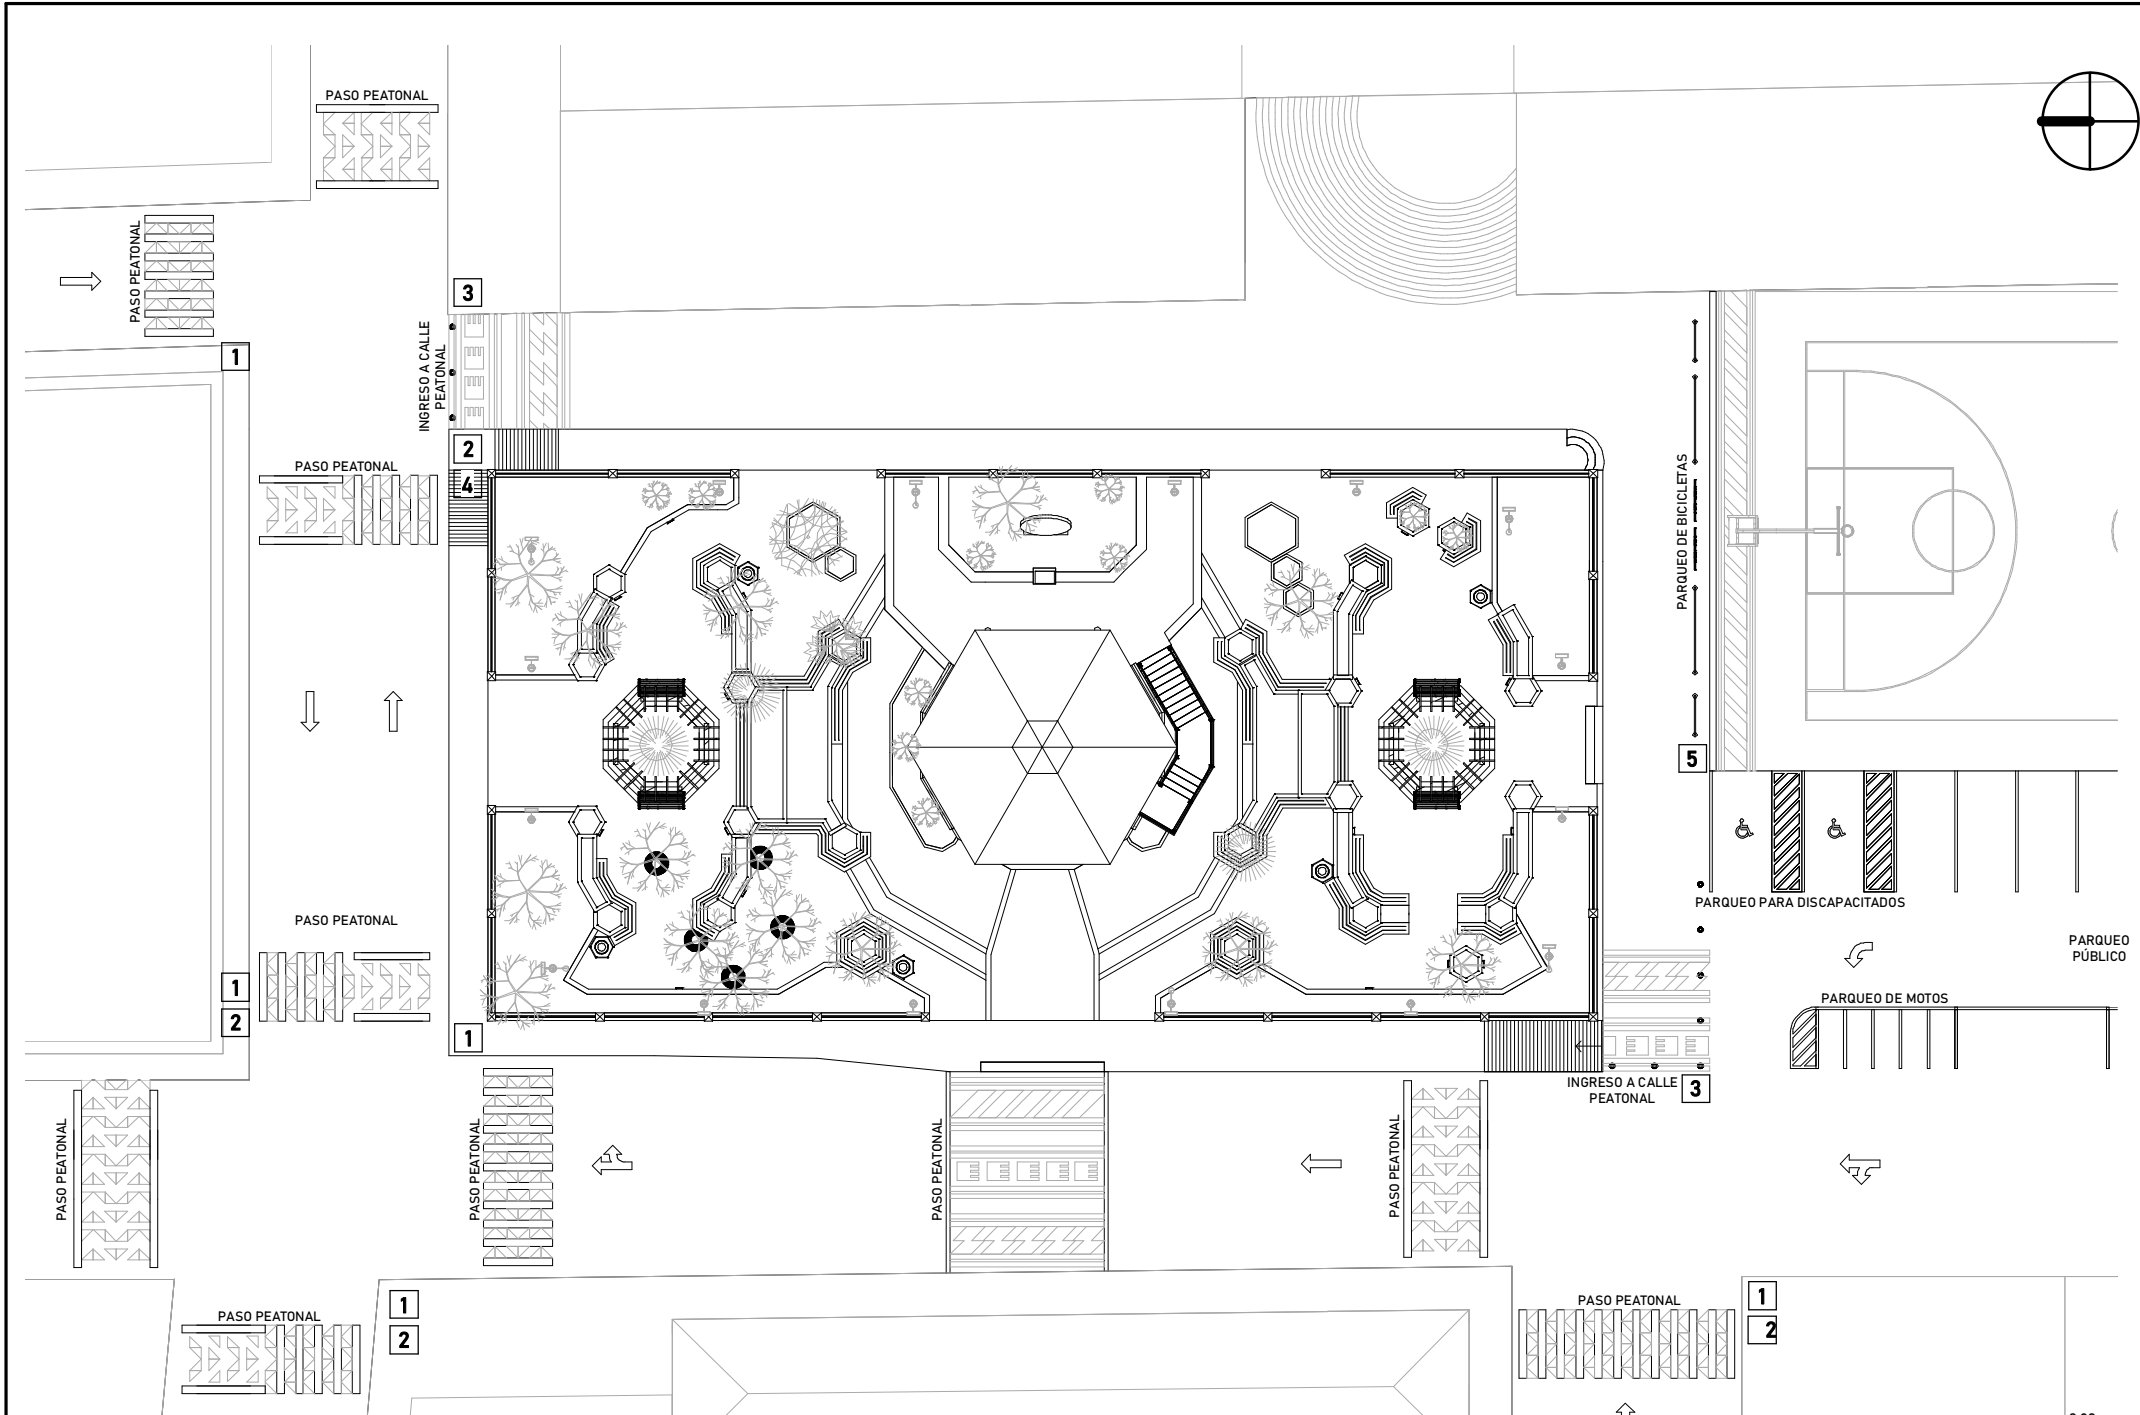 PASO PEATONAL
PASO PEATONAL
3
1
INGRESO A CALLE
PEATONAL
2
4
PASO PEATONAL
PARQUEO DE BICICLETAS
5
PARQUEO PARA DISCAPACITADOS
PASO PEATONAL
PARQUEO
PÚBLICO
1
2
PARQUEO DE MOTOS
1
INGRESO A CALLE
PEATONAL
3
PASO PEATONAL
PASO PEATONAL
PASO PEATONAL
PASO PEATONAL
1
2
PASO PEATONAL
PASO PEATONAL
1
2